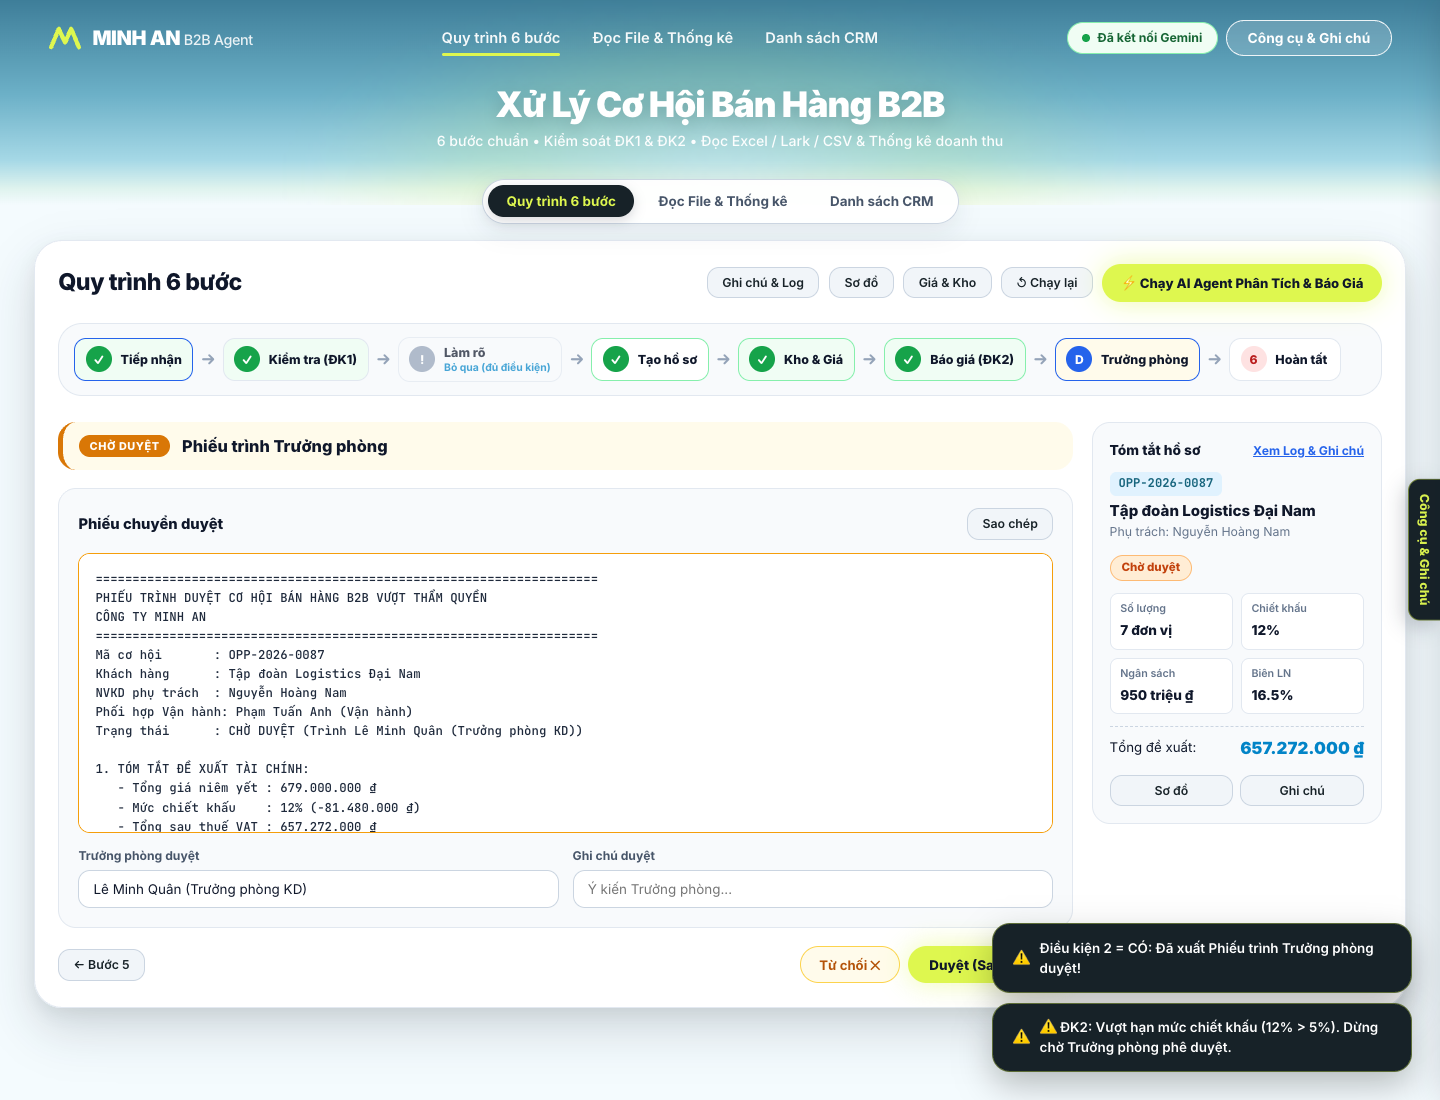 MINH AN B2B Agent
Quy trình 6 bước
Đọc File & Thống kê
Danh sách CRM
Đã kết nối Gemini
Công cụ & Ghi chú
Xử Lý Cơ Hội Bán Hàng B2B
6 bước chuẩn • Kiểm soát ĐK1 & ĐK2 • Đọc Excel / Lark / CSV & Thống kê doanh thu
Quy trình 6 bước
Đọc File & Thống kê
Danh sách CRM
Quy trình 6 bước
Ghi chú & Log
Sơ đồ
Giá & Kho
↺ Chạy lại
⚡ Chạy AI Agent Phân Tích & Báo Giá
✓ Tiếp nhận
→
✓ Kiểm tra (ĐK1)
→
! Làm rõ
Bỏ qua (đủ điều kiện)
→
✓ Tạo hồ sơ
→
✓ Kho & Giá
→
✓ Báo giá (ĐK2)
→
D Trưởng phòng
→
6 Hoàn tất
CHỜ DUYỆT Phiếu trình Trưởng phòng
Phiếu chuyển duyệt
Sao chép
====================================================================
PHIẾU TRÌNH DUYỆT CƠ HỘI BÁN HÀNG B2B VƯỢT THẨM QUYỀN
CÔNG TY MINH AN
====================================================================
Mã cơ hội : OPP-2026-0087
Khách hàng : Tập đoàn Logistics Đại Nam
NVKD phụ trách : Nguyễn Hoàng Nam
Phối hợp Vận hành: Phạm Tuấn Anh (Vận hành)
Trạng thái : CHỜ DUYỆT (Trình Lê Minh Quân (Trưởng phòng KD))
1. TÓM TẮT ĐỀ XUẤT TÀI CHÍNH:
- Tổng giá niêm yết : 679.000.000 ₫
- Mức chiết khấu : 12% (-81.480.000 ₫)
- Tổng sau thuế VAT : 657.272.000 ₫
Trưởng phòng duyệt
Lê Minh Quân (Trưởng phòng KD)
Ghi chú duyệt
Ý kiến Trưởng phòng...
← Bước 5
Từ chối ✕
Duyệt (Sa
Tóm tắt hồ sơ
Xem Log & Ghi chú
OPP-2026-0087
Tập đoàn Logistics Đại Nam
Phụ trách: Nguyễn Hoàng Nam
Chờ duyệt
Số lượng
7 đơn vị
Chiết khấu
12%
Ngân sách
950 triệu ₫
Biên LN
16.5%
Tổng đề xuất:
657.272.000 ₫
Sơ đồ
Ghi chú
Công cụ & Ghi chú
⚠ Điều kiện 2 = CÓ: Đã xuất Phiếu trình Trưởng phòng
duyệt!
⚠ ⚠ ĐK2: Vượt hạn mức chiết khấu (12% > 5%). Dừng
chờ Trưởng phòng phê duyệt.